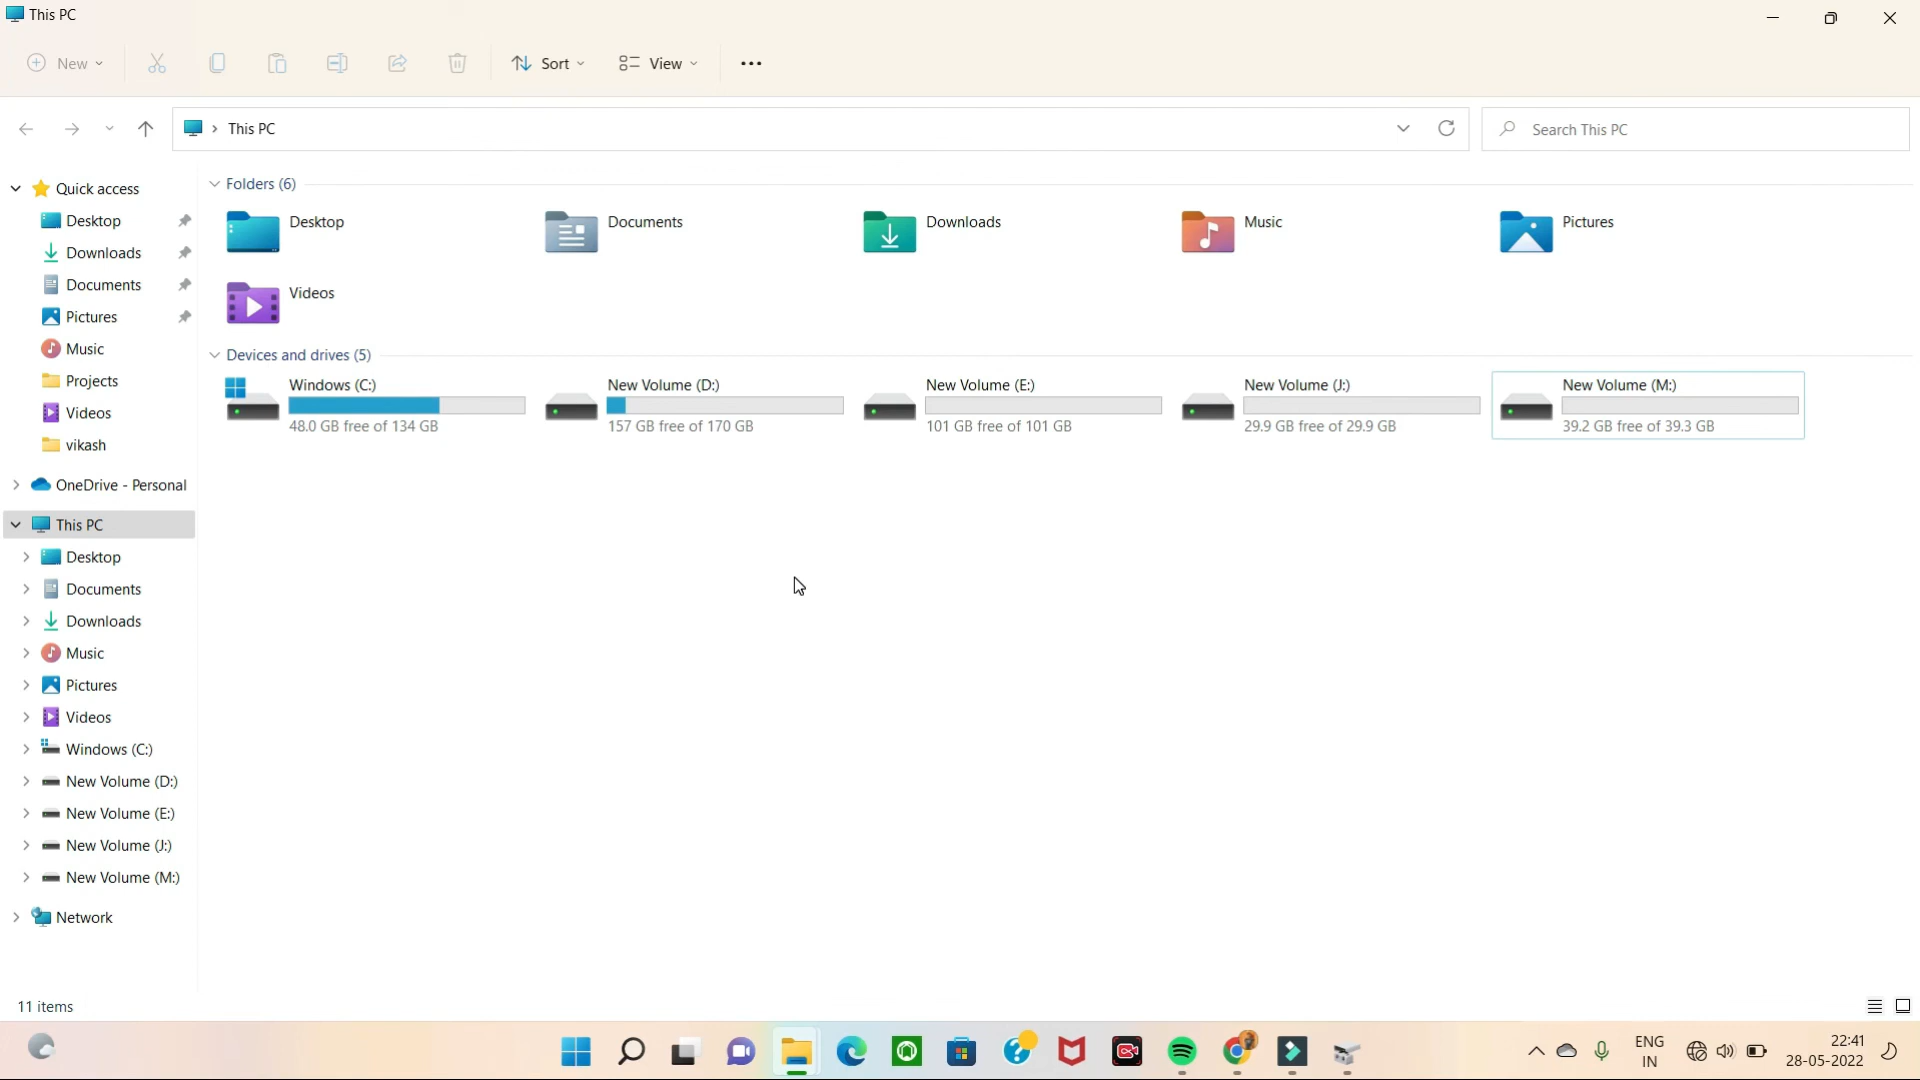 This PC
New
Sort
View
This PC
Search This PC
Quick access
Desktop
Downloads
Documents
Pictures
Music
Projects
Videos
vikash
OneDrive - Personal
This PC
Desktop
Documents
Downloads
Music
Pictures
Videos
Windows (C:)
New Volume (D:)
New Volume (E:)
New Volume (J:)
New Volume (M:)
Network
Folders (6)
Desktop
Documents
Downloads
Music
Pictures
Videos
Devices and drives (5)
Windows (C:)
48.0 GB free of 134 GB
New Volume (D:)
157 GB free of 170 GB
New Volume (E:)
101 GB free of 101 GB
New Volume (J:)
29.9 GB free of 29.9 GB
New Volume (M:)
39.2 GB free of 39.3 GB
11 items
ENG
IN
22:41
28-05-2022